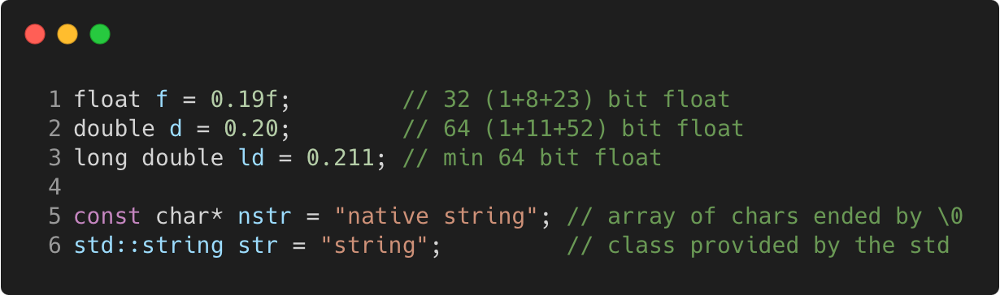 1 float f = 0.19f;        // 32 (1+8+23) bit float
2 double d = 0.20;        // 64 (1+11+52) bit float
3 long double ld = 0.211; // min 64 bit float
4
5 const char* nstr = "native string"; // array of chars ended by \0
6 std::string str = "string";         // class provided by the std